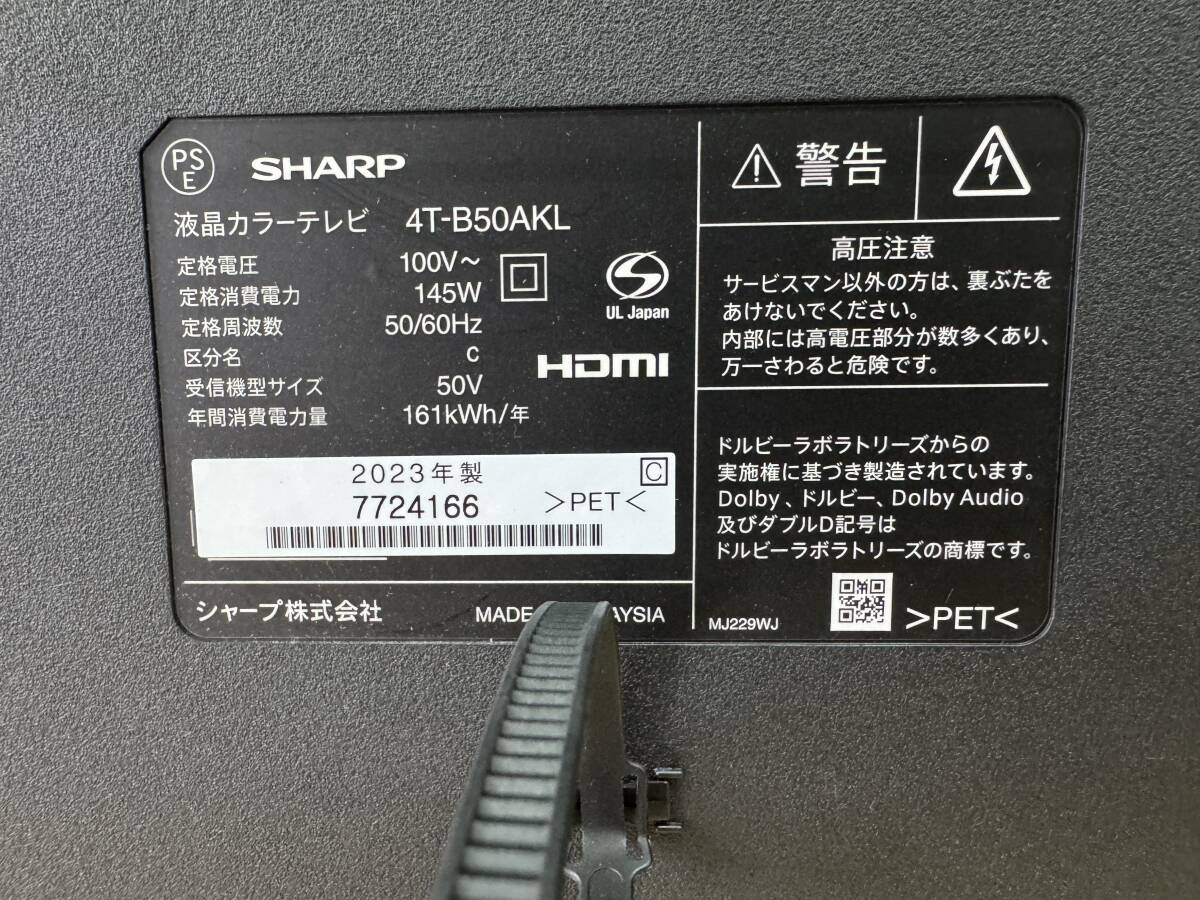 PS
E
SHARP
液晶カラーテレビ 4T-B50AKL
定格電圧 100V～
定格消費電力 145W
定格周波数 50/60Hz
区分名 C
受信機型サイズ 50V
年間消費電力量 161kWh/年
UL Japan
HDMI
2023年製 C
7724166 >PET<
シャープ株式会社 MADE AYSIA
警告
高圧注意
サービスマン以外の方は、裏ぶたを
あけないでください。
内部には高電圧部分が数多くあり、
万一さわると危険です。
ドルビーラボラトリーズからの
実施権に基づき製造されています。
Dolby、ドルビー、Dolby Audio
及びダブルD記号は
ドルビーラボラトリーズの商標です。
MJ229WJ >PET<